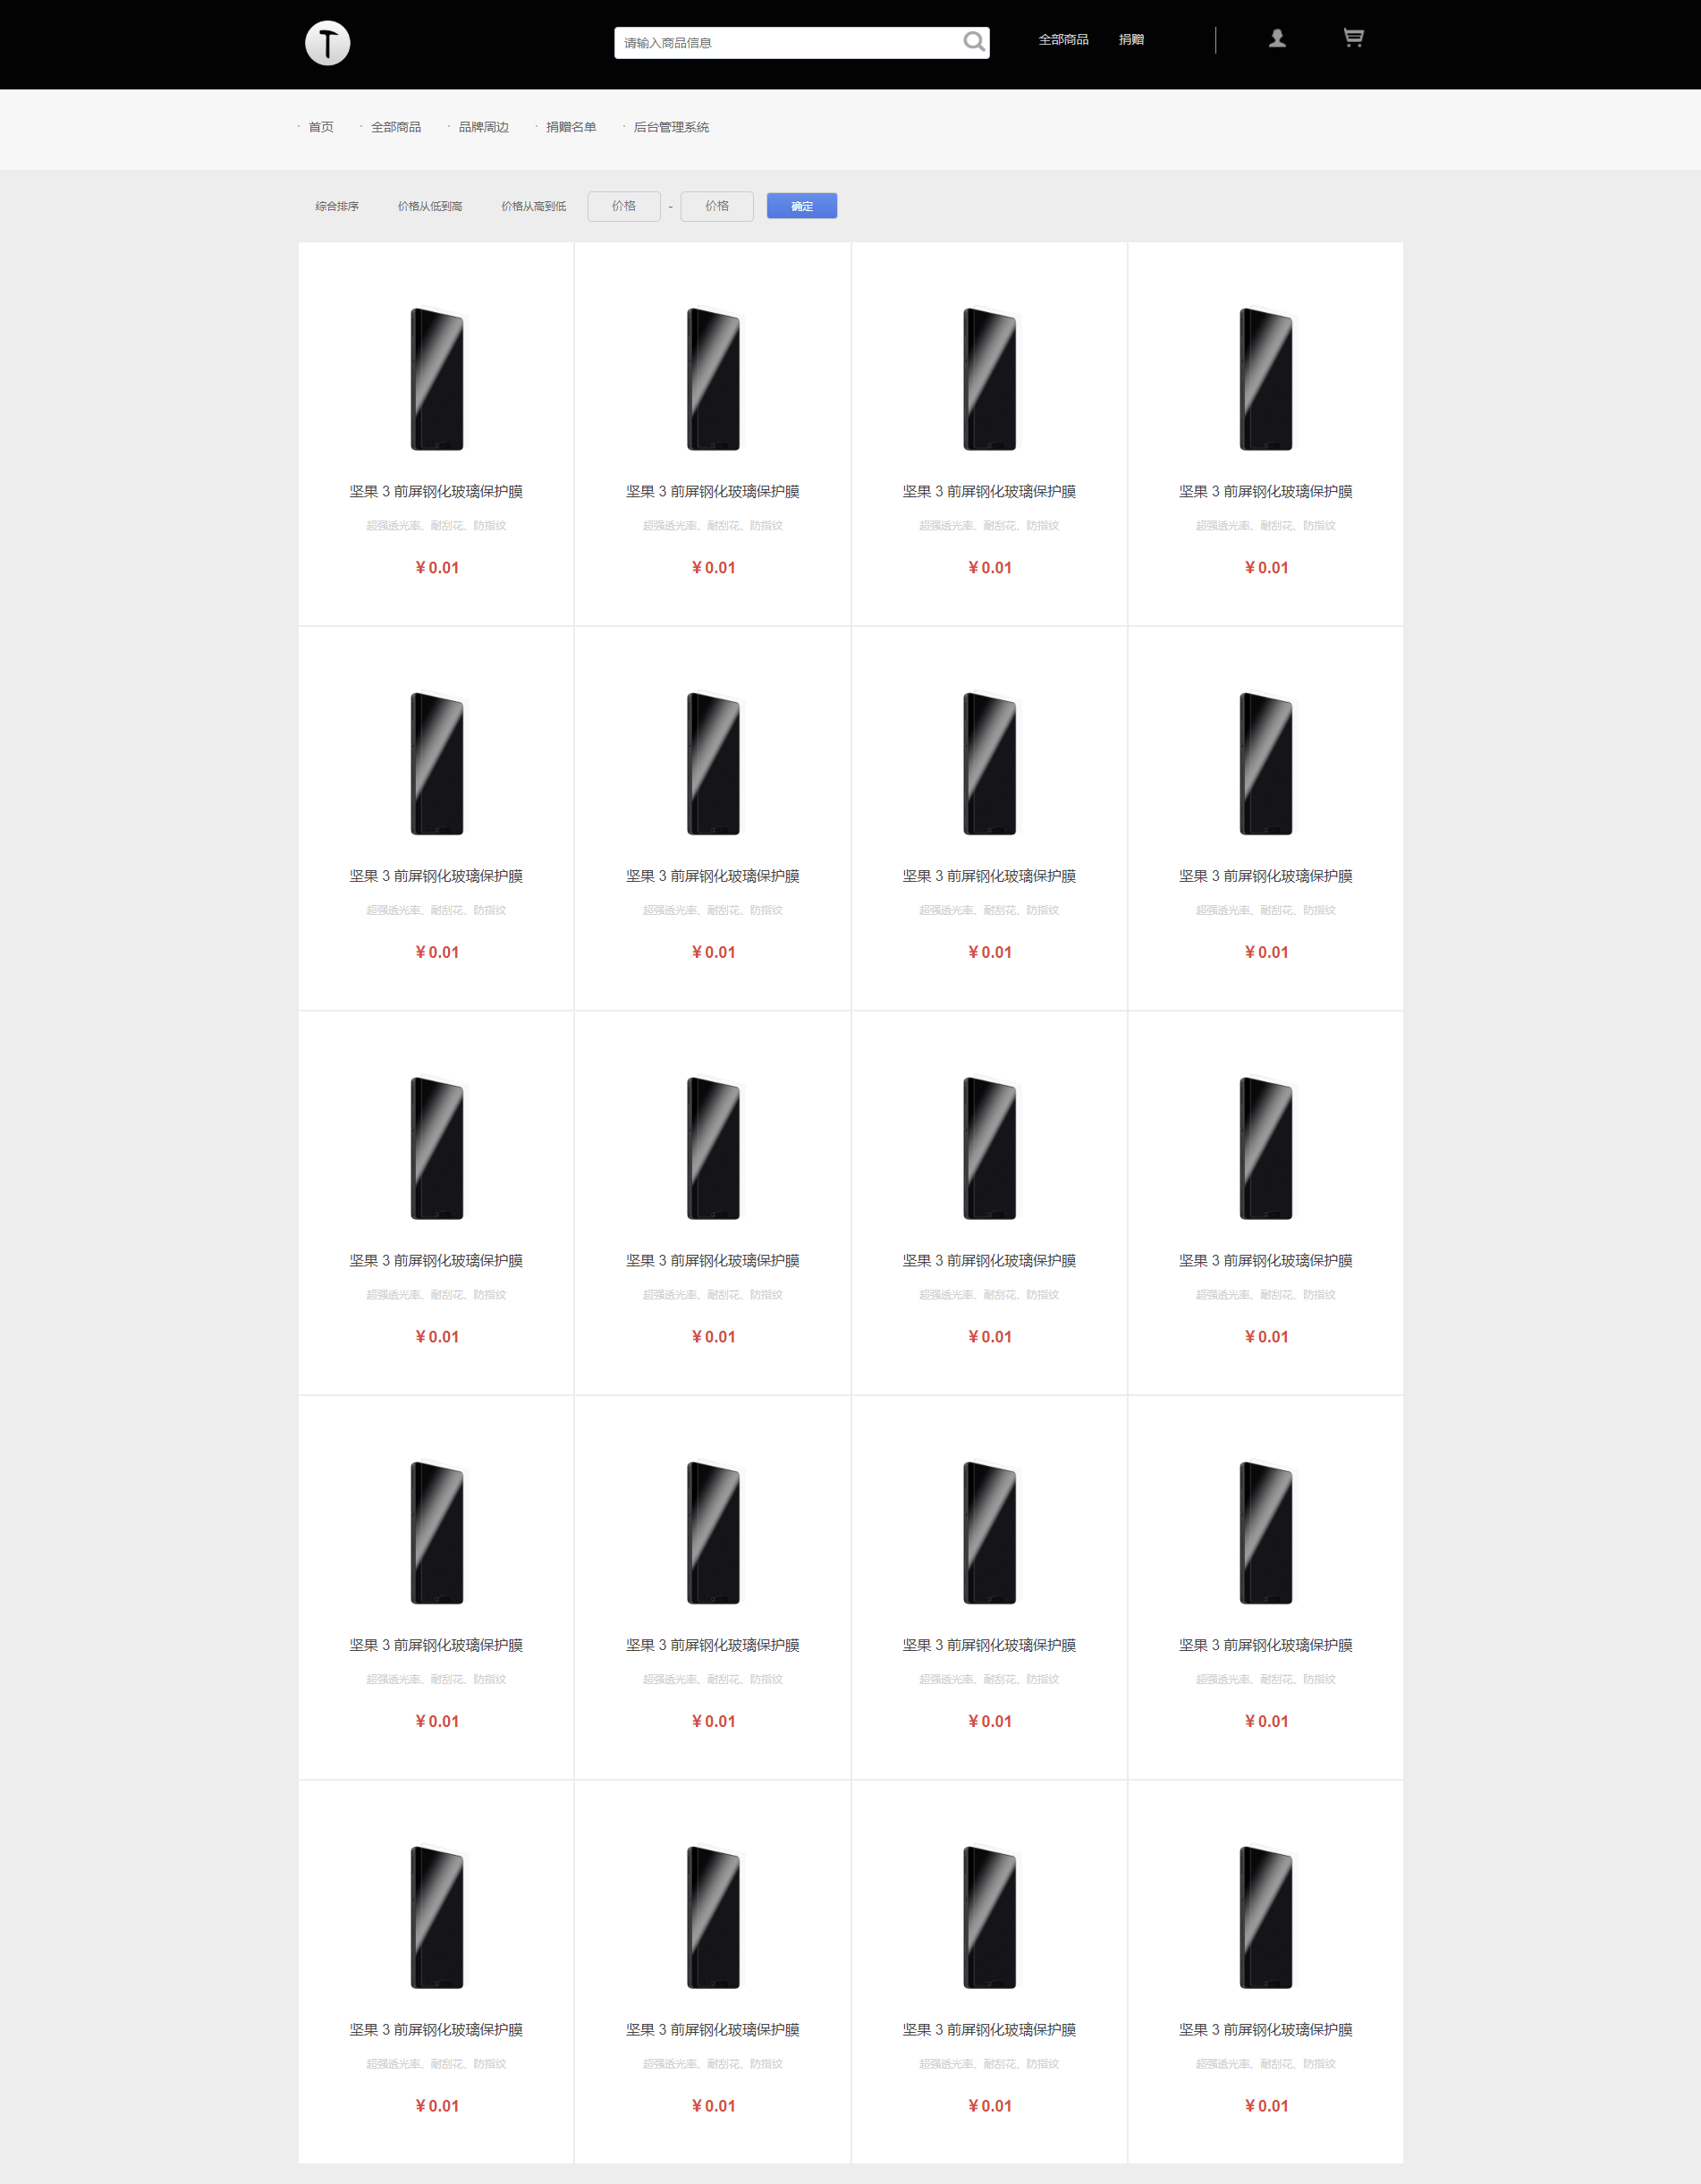 请输入商品信息 全部商品 捐赠
· 首页 · 全部商品 · 品牌周边 · 捐赠名单 · 后台管理系统
综合排序 价格从低到高 价格从高到低 价格 - 价格 确定
坚果 3 前屏钢化玻璃保护膜 坚果 3 前屏钢化玻璃保护膜 坚果 3 前屏钢化玻璃保护膜 坚果 3 前屏钢化玻璃保护膜
超强透光率、耐刮花、防指纹 超强透光率、耐刮花、防指纹 超强透光率、耐刮花、防指纹 超强透光率、耐刮花、防指纹
¥ 0.01 ¥ 0.01 ¥ 0.01 ¥ 0.01
坚果 3 前屏钢化玻璃保护膜 坚果 3 前屏钢化玻璃保护膜 坚果 3 前屏钢化玻璃保护膜 坚果 3 前屏钢化玻璃保护膜
超强透光率、耐刮花、防指纹 超强透光率、耐刮花、防指纹 超强透光率、耐刮花、防指纹 超强透光率、耐刮花、防指纹
¥ 0.01 ¥ 0.01 ¥ 0.01 ¥ 0.01
坚果 3 前屏钢化玻璃保护膜 坚果 3 前屏钢化玻璃保护膜 坚果 3 前屏钢化玻璃保护膜 坚果 3 前屏钢化玻璃保护膜
超强透光率、耐刮花、防指纹 超强透光率、耐刮花、防指纹 超强透光率、耐刮花、防指纹 超强透光率、耐刮花、防指纹
¥ 0.01 ¥ 0.01 ¥ 0.01 ¥ 0.01
坚果 3 前屏钢化玻璃保护膜 坚果 3 前屏钢化玻璃保护膜 坚果 3 前屏钢化玻璃保护膜 坚果 3 前屏钢化玻璃保护膜
超强透光率、耐刮花、防指纹 超强透光率、耐刮花、防指纹 超强透光率、耐刮花、防指纹 超强透光率、耐刮花、防指纹
¥ 0.01 ¥ 0.01 ¥ 0.01 ¥ 0.01
坚果 3 前屏钢化玻璃保护膜 坚果 3 前屏钢化玻璃保护膜 坚果 3 前屏钢化玻璃保护膜 坚果 3 前屏钢化玻璃保护膜
超强透光率、耐刮花、防指纹 超强透光率、耐刮花、防指纹 超强透光率、耐刮花、防指纹 超强透光率、耐刮花、防指纹
¥ 0.01 ¥ 0.01 ¥ 0.01 ¥ 0.01